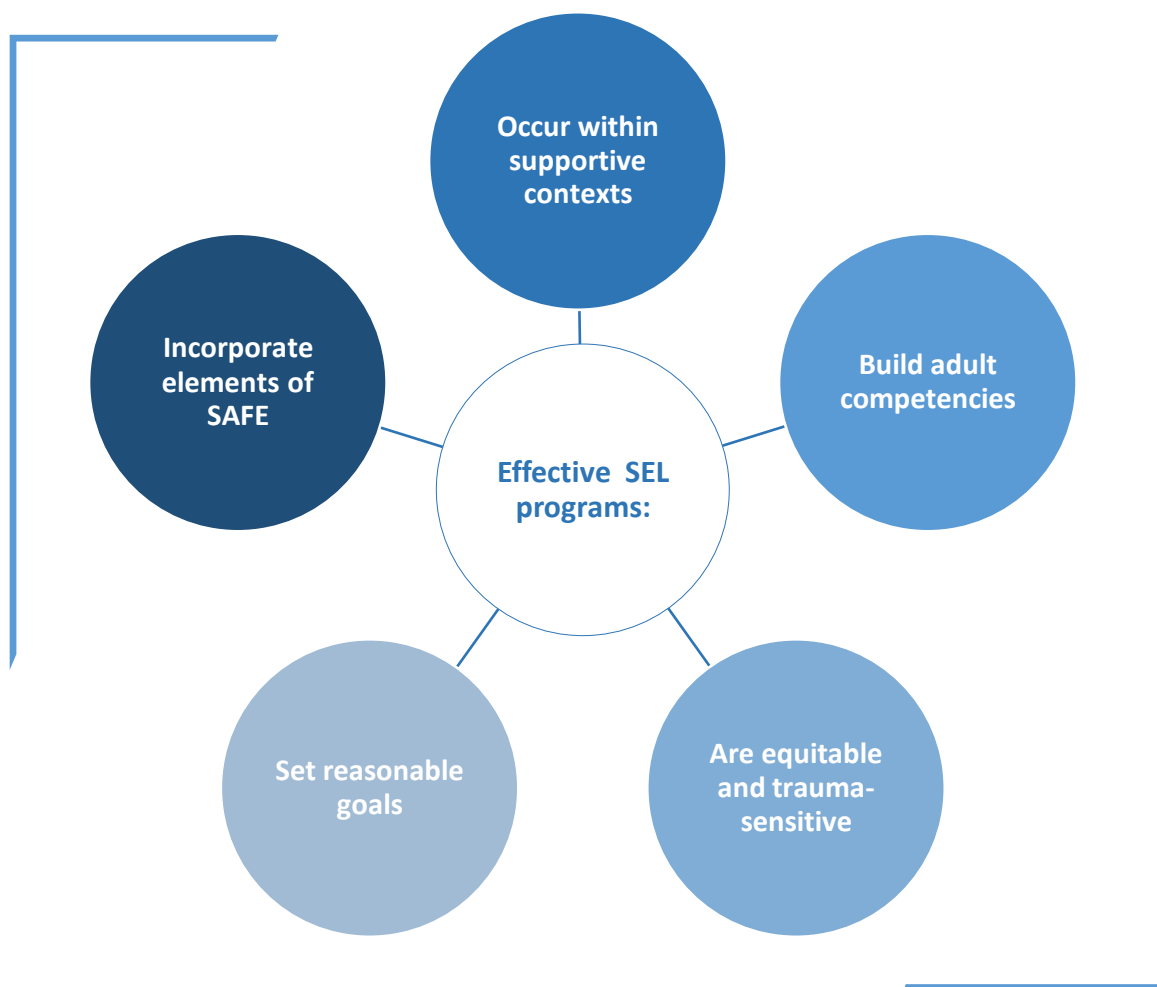 Occur within
supportive
contexts
Build adult
competencies
Are equitable
and trauma-
sensitive
Set reasonable
goals
Incorporate
elements of
SAFE
Effective SEL
programs: